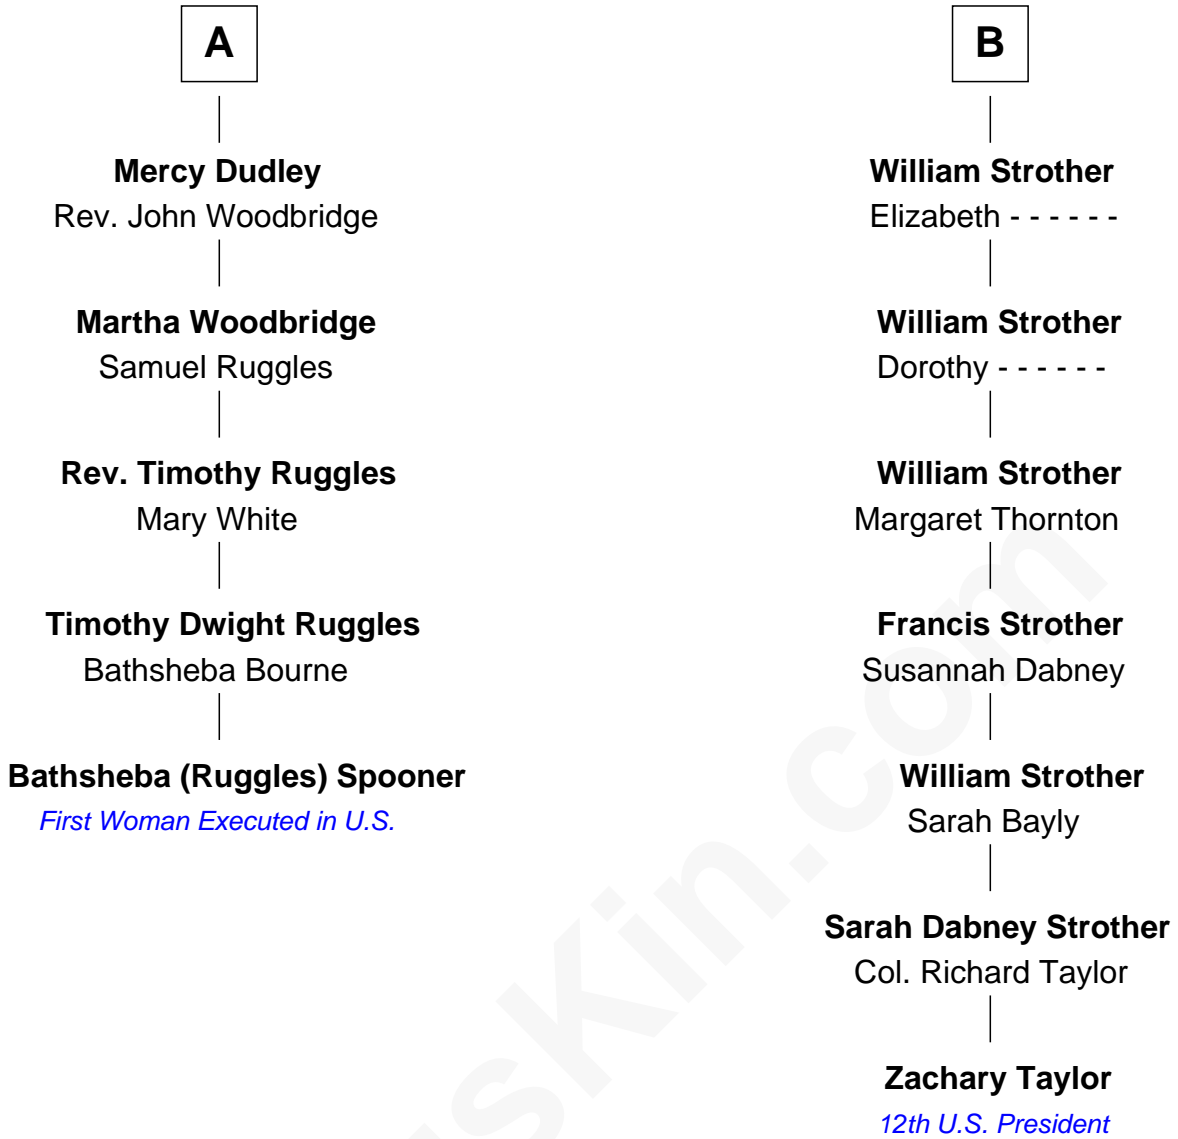 A
Mercy Dudley
Rev. John Woodbridge
Martha Woodbridge
Samuel Ruggles
Rev. Timothy Ruggles
Mary White
Timothy Dwight Ruggles
Bathsheba Bourne
Bathsheba (Ruggles) Spooner
First Woman Executed in U.S.
B
William Strother
Elizabeth - - - - - -
William Strother
Dorothy - - - - - -
William Strother
Margaret Thornton
Francis Strother
Susannah Dabney
William Strother
Sarah Bayly
Sarah Dabney Strother
Col. Richard Taylor
Zachary Taylor
12th U.S. President